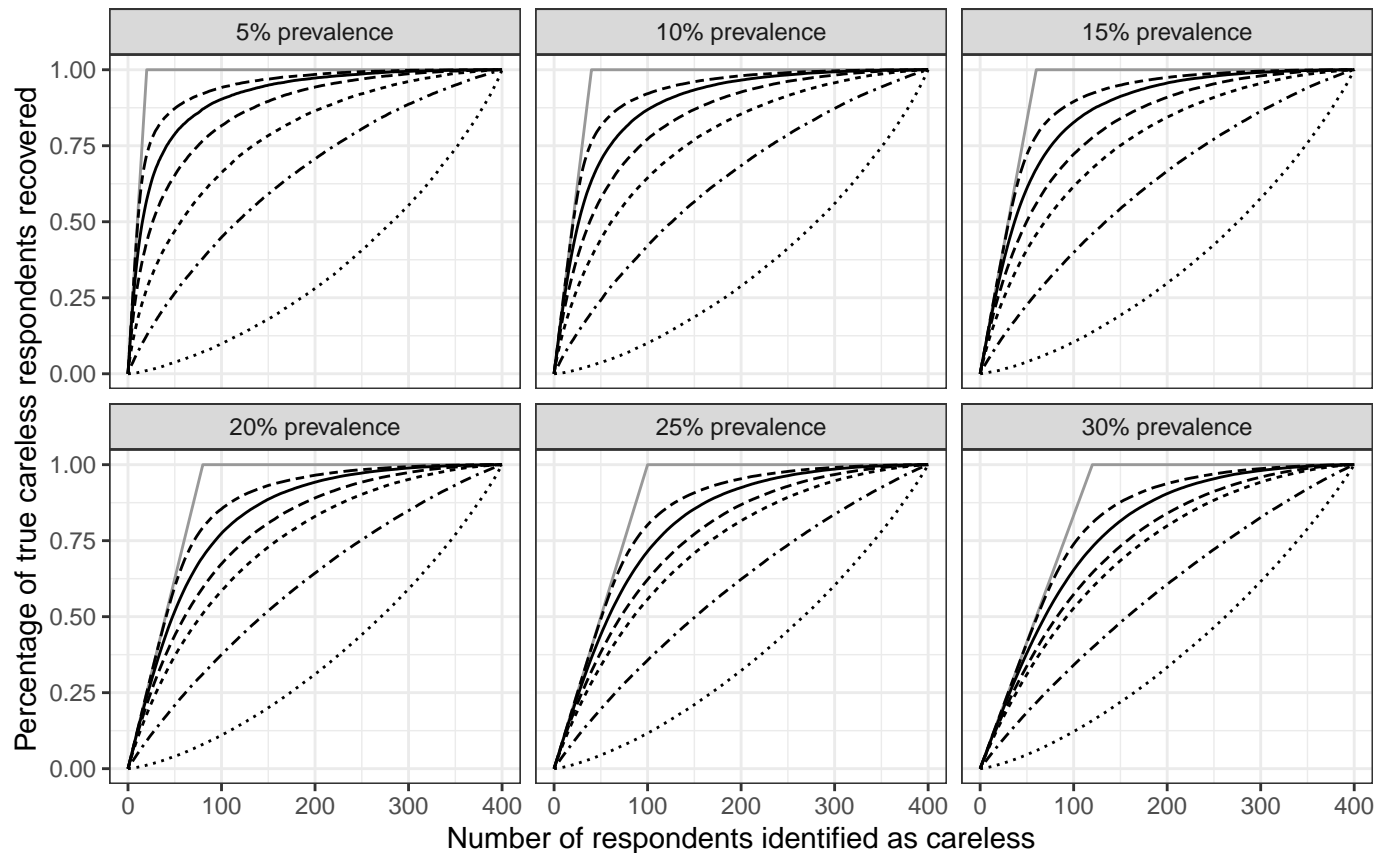 5% prevalence
10% prevalence
15% prevalence
1.00
0.75
0.50
0.25
0.00
20% prevalence
25% prevalence
30% prevalence
1.00
0.75
0.50
0.25
0.00
0 100 200 300 400
0 100 200 300 400
0 100 200 300 400
Percentage of true careless respondents recovered
Number of respondents identified as careless